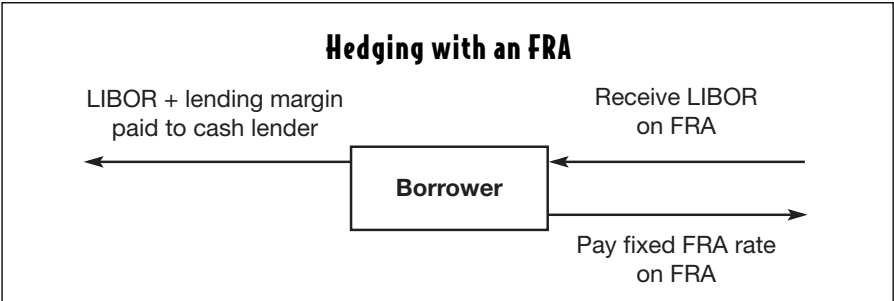 Hedging with an FRA
LIBOR + lending margin
paid to cash lender
Receive LIBOR
on FRA
Borrower
Pay fixed FRA rate
on FRA